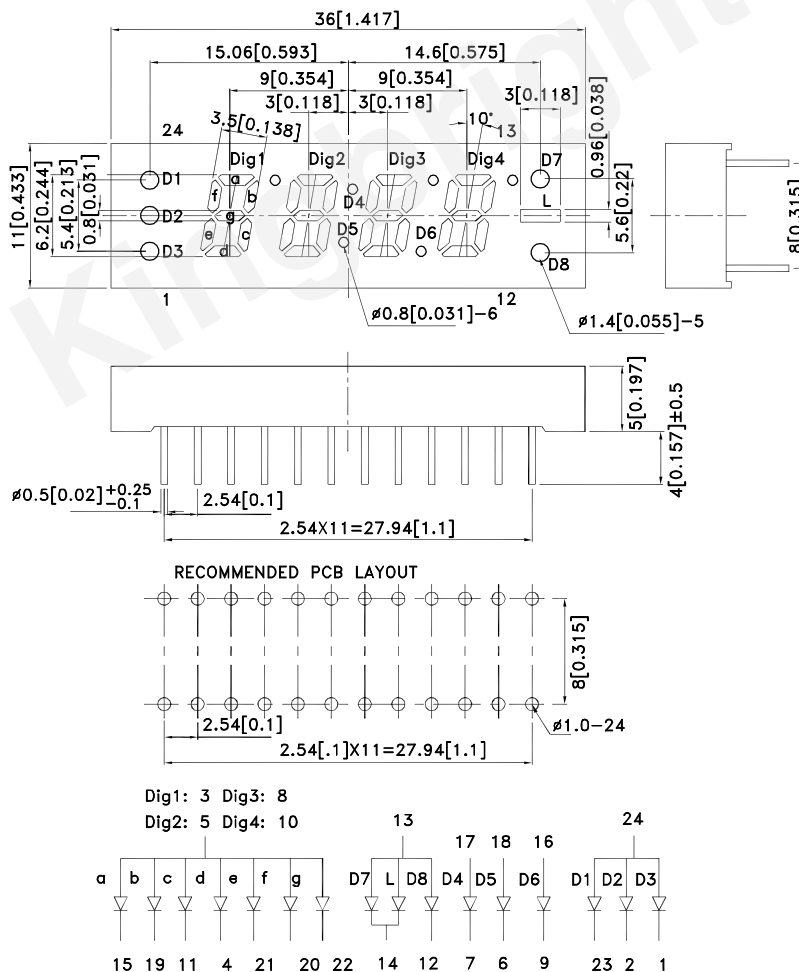 36[1.417]
15.06[0.593] 14.6[0.575]
9[0.354] 9[0.354]
3[0.118] 3[0.118] 3[0.118]
3.5[0.138] 10° 0.96[0.038]
24 13
Dig1 Dig2 Dig3 Dig4 D7
D1 a
f b D4
D2 g L
D5 D6
e c
D3 d D8
11[0.433]
6.2[0.244]
5.4[0.213]
0.8[0.031]
5.6[0.22]
8[0.315]
1 12
ø0.8[0.031]-6 ø1.4[0.055]-5
5[0.197]
4[0.157]±0.5
ø0.5[0.02]+0.25
-0.1
2.54[0.1]
2.54X11=27.94[1.1]
RECOMMENDED PCB LAYOUT
8[0.315]
2.54[0.1] ø1.0-24
2.54[.1]X11=27.94[1.1]
Dig1: 3 Dig3: 8
Dig2: 5 Dig4: 10
13 24
17 18 16
a b c d e f g D7 L D8 D4 D5 D6 D1 D2 D3
15 19 11 4 21 20 22 14 12 7 6 9 23 2 1
Kingbright